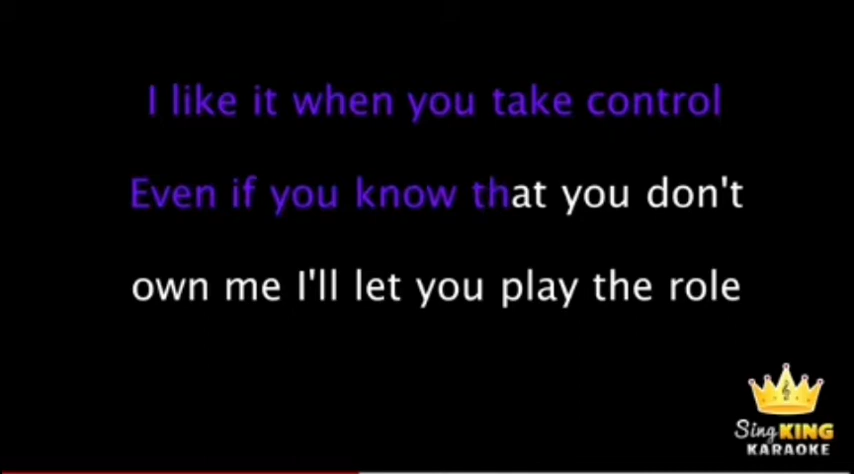 I like it when you take control
Even if you know that you don't
own me I'll let you play the role
Sing KING
KARAOKE